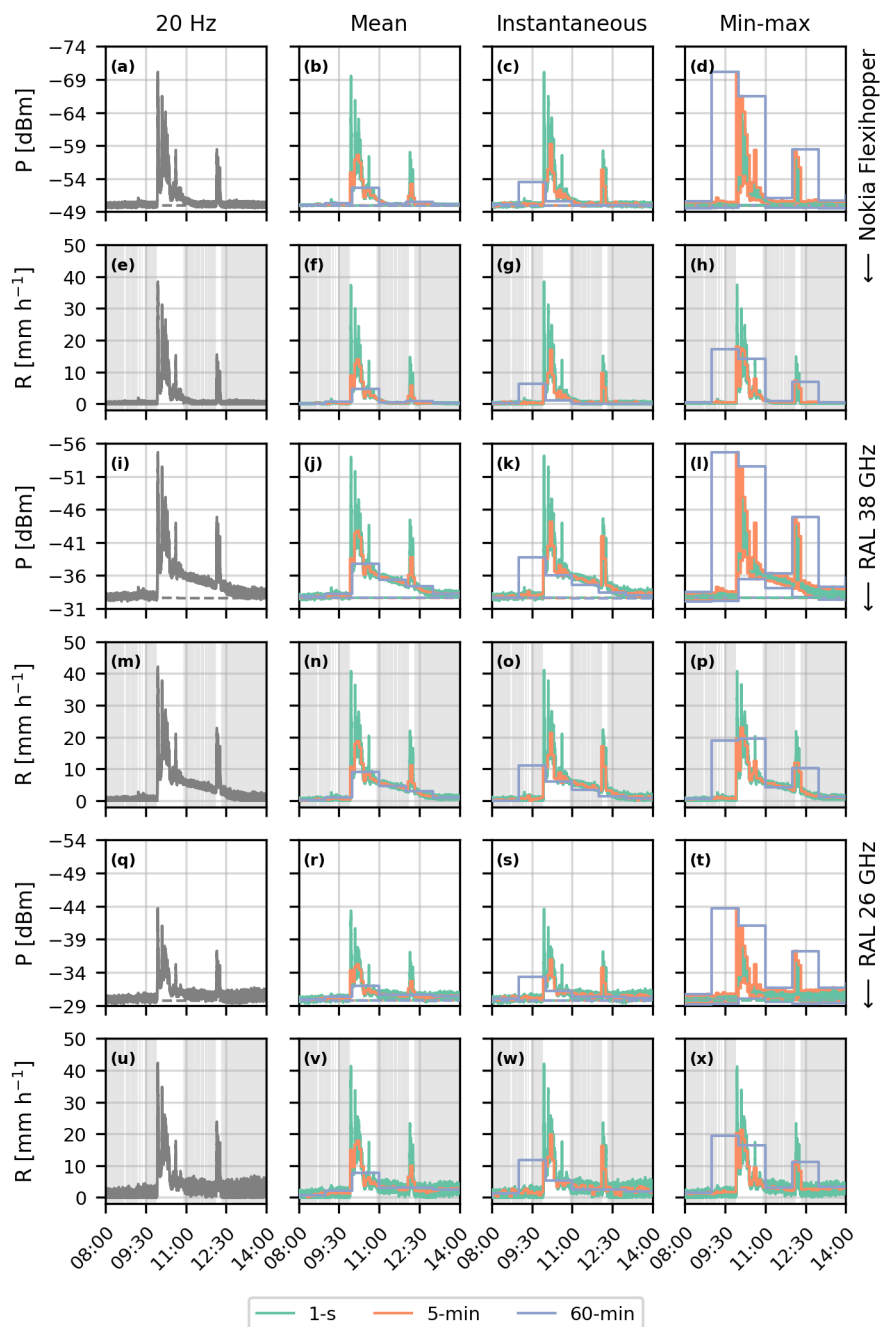 20 Hz Mean Instantaneous Min-max
P [dBm]
−74
−69
−64
−59
−54
−49
(a) (b) (c) (d)
← Nokia Flexihopper
R [mm h⁻¹]
50
40
30
20
10
0
(e) (f) (g) (h)
P [dBm]
−56
−51
−46
−41
−36
−31
(i) (j) (k) (l)
← RAL 38 GHz
R [mm h⁻¹]
50
40
30
20
10
0
(m) (n) (o) (p)
P [dBm]
−54
−49
−44
−39
−34
−29
(q) (r) (s) (t)
← RAL 26 GHz
R [mm h⁻¹]
50
40
30
20
10
0
(u) (v) (w) (x)
08:00 09:30 11:00 12:30 14:00 08:00 09:30 11:00 12:30 14:00 08:00 09:30 11:00 12:30 14:00 08:00 09:30 11:00 12:30 14:00
1-s 5-min 60-min